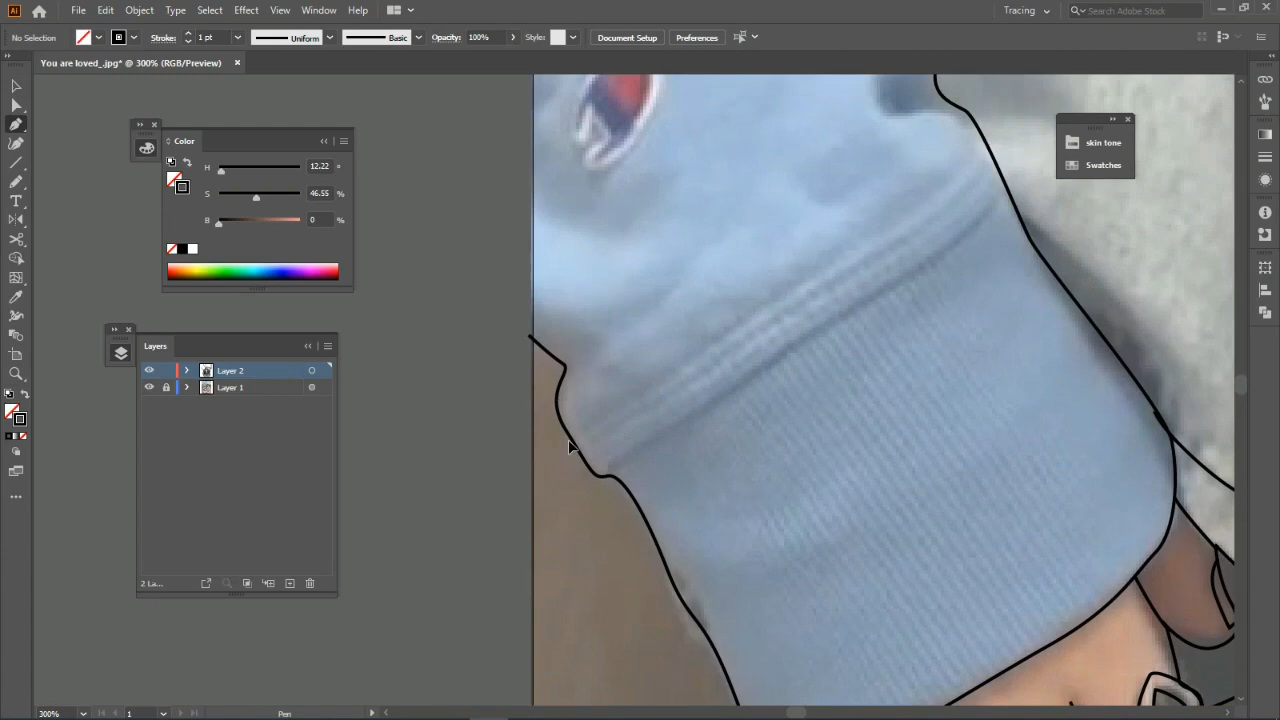 Ai File Edit Object Type Select Effect View Window Help Tracing Search Adobe Stock
No Selection Stroke: 1 pt Uniform Basic Opacity: 100% Style: Document Setup Preferences
You are loved_.jpg* @ 300% (RGB/Preview)
Color
H 12.22 °
S 46.55 %
B 0 %
skin tone
Swatches
Layers
Layer 2
Layer 1
2 La...
300% 1 Pen